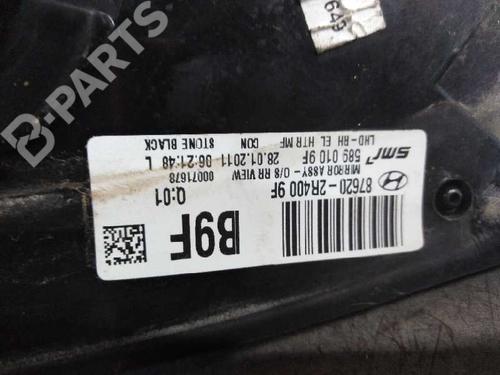 B-PARTS
649
LHD-RH EL HTR MF
SMR 589 010 9F
MIRROR ASSY - O/S RR VIEW
87620-2R400 9F
CON STONE BLACK
28.01.2011 06:21:48 L
00071678
Q:01
B9F